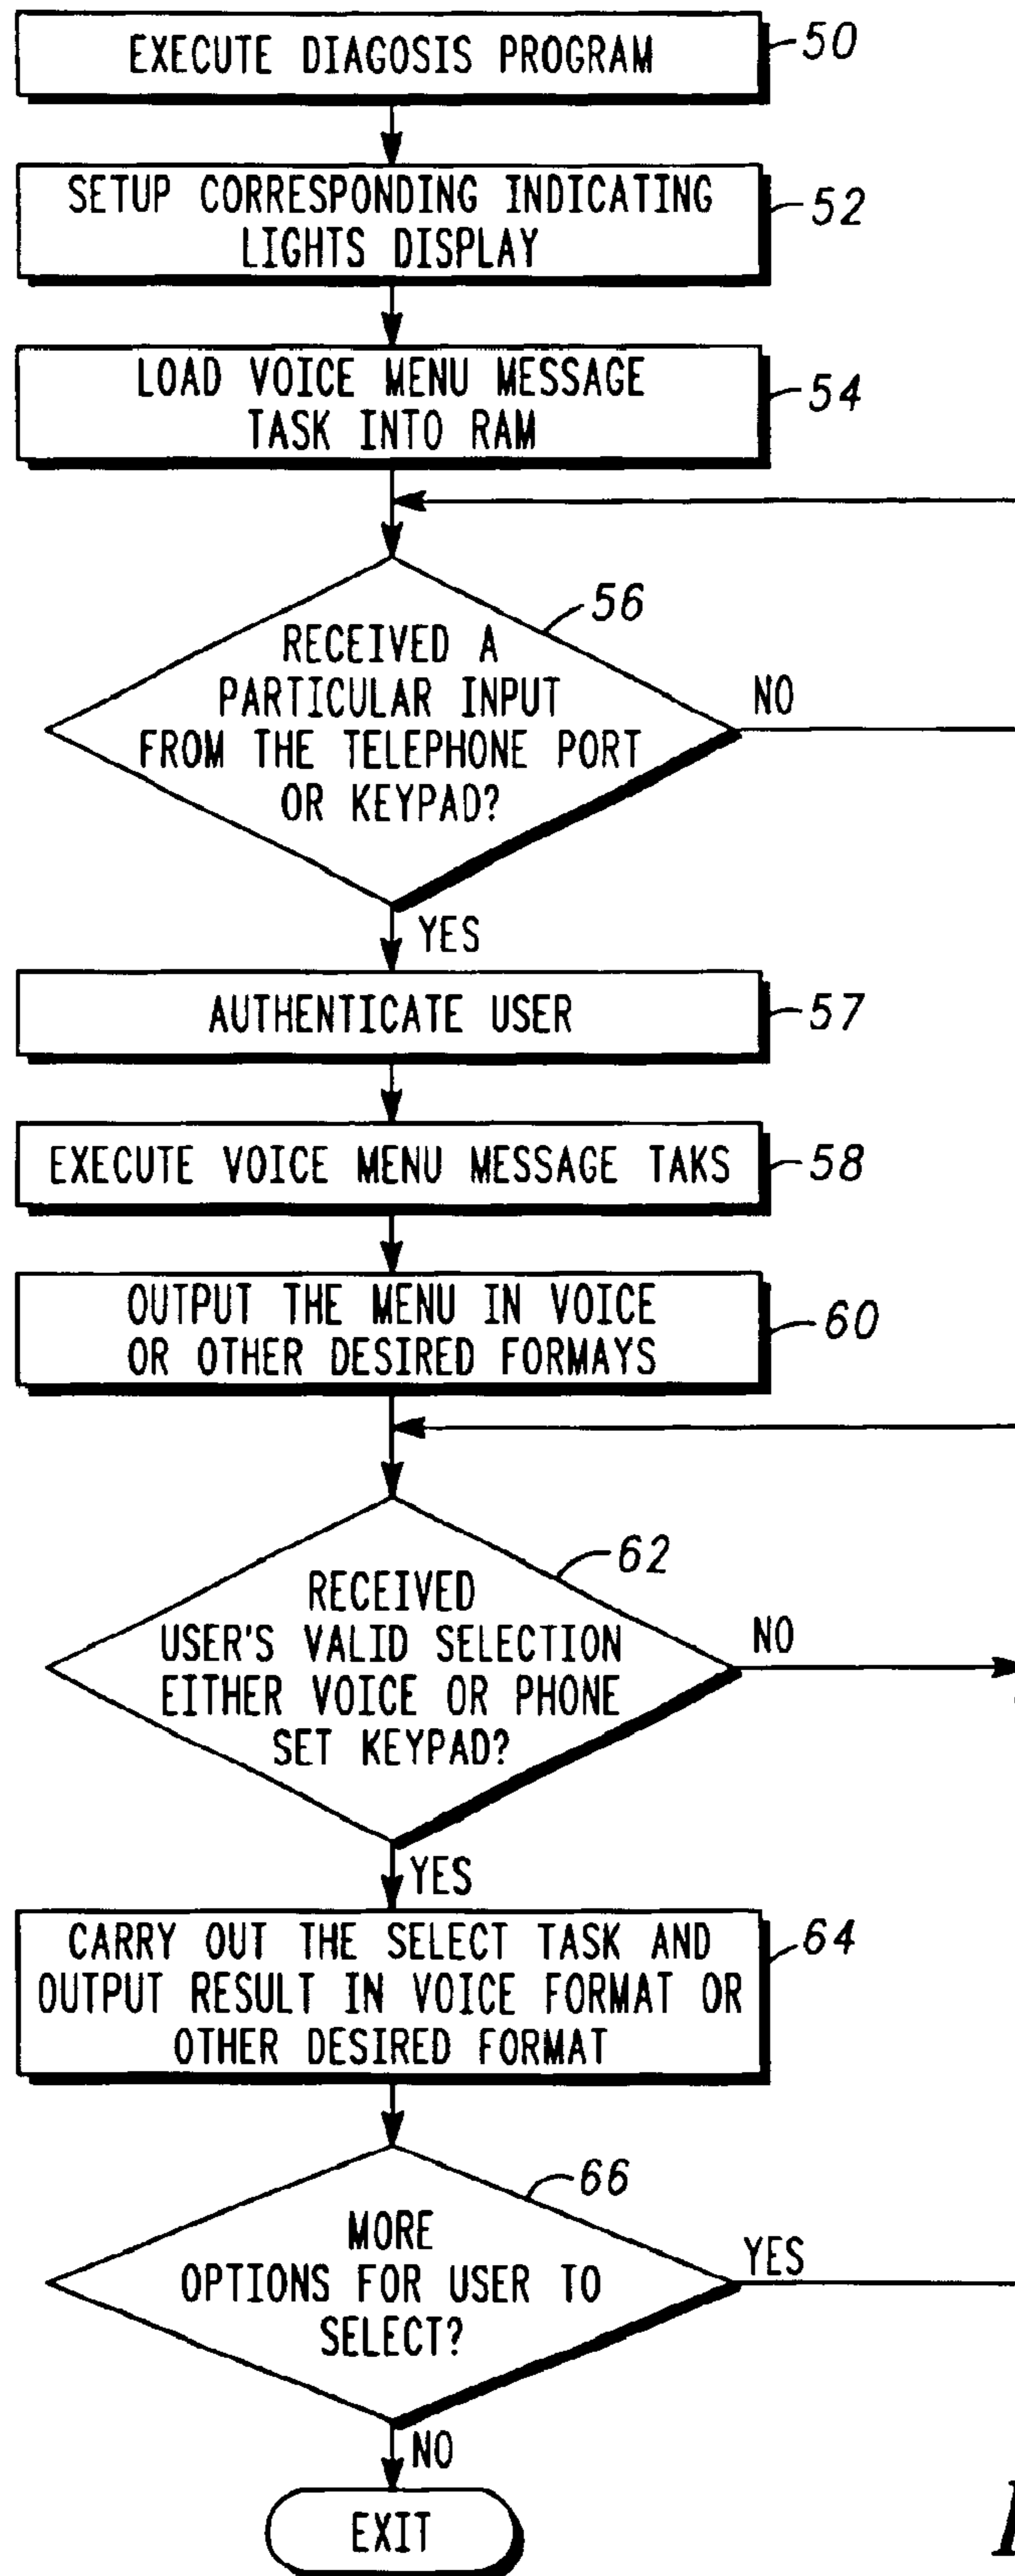 EXECUTE DIAGOSIS PROGRAM
50
SETUP CORRESPONDING INDICATING
LIGHTS DISPLAY
52
LOAD VOICE MENU MESSAGE
TASK INTO RAM
54
56
RECEIVED A
PARTICULAR INPUT
FROM THE TELEPHONE PORT
OR KEYPAD?
NO
YES
AUTHENTICATE USER
57
EXECUTE VOICE MENU MESSAGE TAKS
58
OUTPUT THE MENU IN VOICE
OR OTHER DESIRED FORMAYS
60
62
RECEIVED
USER'S VALID SELECTION
EITHER VOICE OR PHONE
SET KEYPAD?
NO
YES
CARRY OUT THE SELECT TASK AND
OUTPUT RESULT IN VOICE FORMAT OR
OTHER DESIRED FORMAT
64
66
MORE
OPTIONS FOR USER TO
SELECT?
YES
NO
EXIT